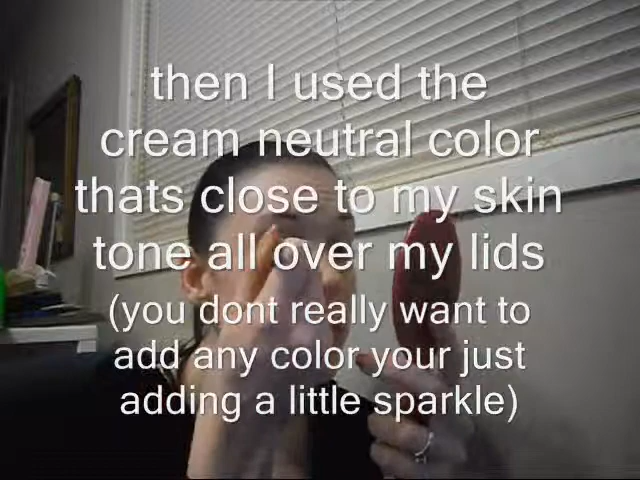 then I used the
cream neutral color
thats close to my skin
tone all over my lids
(you dont really want to
add any color your just
adding a little sparkle)